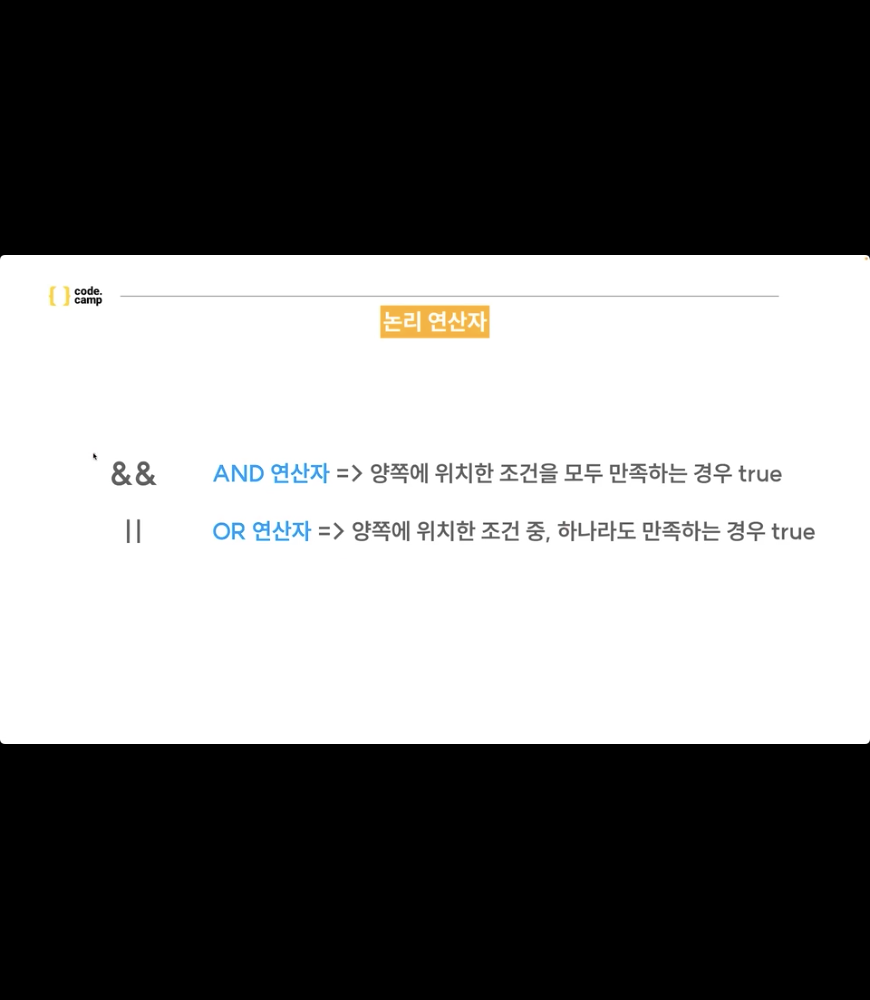 { } code.
camp
논리 연산자
&& AND 연산자 => 양쪽에 위치한 조건을 모두 만족하는 경우 true
|| OR 연산자 => 양쪽에 위치한 조건 중, 하나라도 만족하는 경우 true